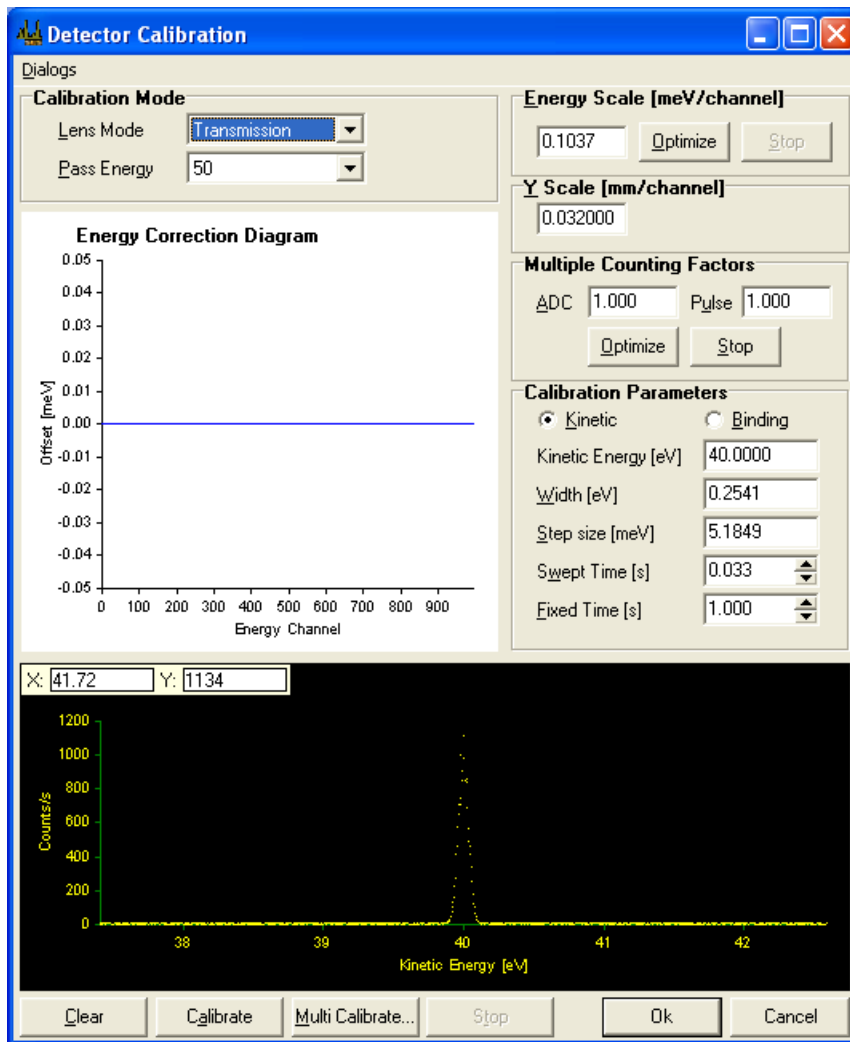 Detector Calibration
Dialogs
Calibration Mode
Lens Mode Transmission
Pass Energy 50
Energy Scale [meV/channel]
0.1037 Optimize Stop
Y Scale [mm/channel]
0.032000
Multiple Counting Factors
ADC 1.000 Pulse 1.000
Optimize Stop
Calibration Parameters
Kinetic Binding
Kinetic Energy [eV] 40.0000
Width [eV] 0.2541
Step size [meV] 5.1849
Swept Time [s] 0.033
Fixed Time [s] 1.000
Energy Correction Diagram
0.05
0.04
0.03
0.02
0.01
0.00
-0.01
-0.02
-0.03
-0.04
-0.05
Offset [meV]
0 100 200 300 400 500 600 700 800 900
Energy Channel
X: 41.72 Y: 1134
1200
1000
800
600
400
200
0
Counts/s
38 39 40 41 42
Kinetic Energy [eV]
Clear Calibrate Multi Calibrate... Stop Ok Cancel